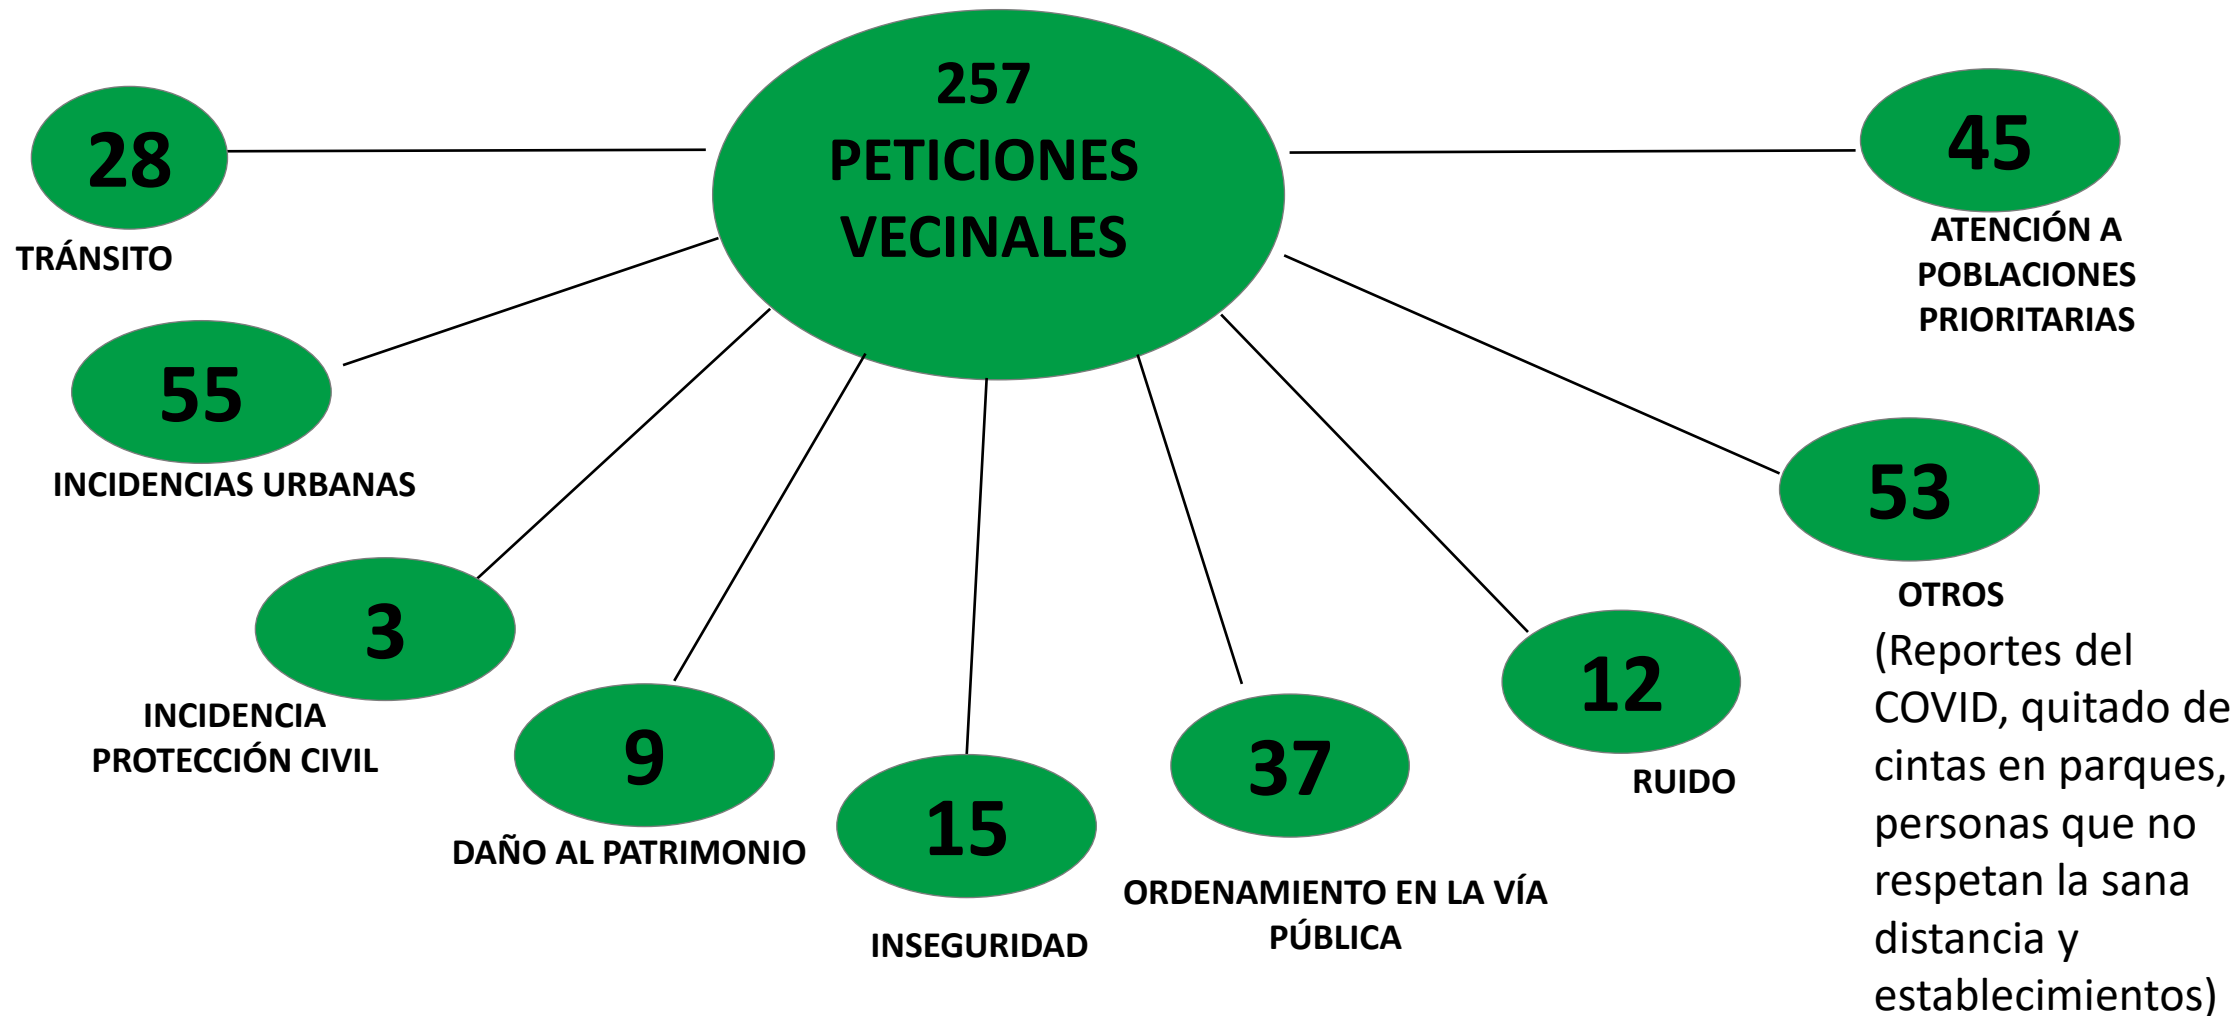 257
PETICIONES
VECINALES
28
TRÁNSITO
55
INCIDENCIAS URBANAS
3
INCIDENCIA
PROTECCIÓN CIVIL
9
DAÑO AL PATRIMONIO
15
INSEGURIDAD
37
ORDENAMIENTO EN LA VÍA
PÚBLICA
12
RUIDO
53
OTROS
(Reportes del
COVID, quitado de
cintas en parques,
personas que no
respetan la sana
distancia y
establecimientos)
45
ATENCIÓN A
POBLACIONES
PRIORITARIAS